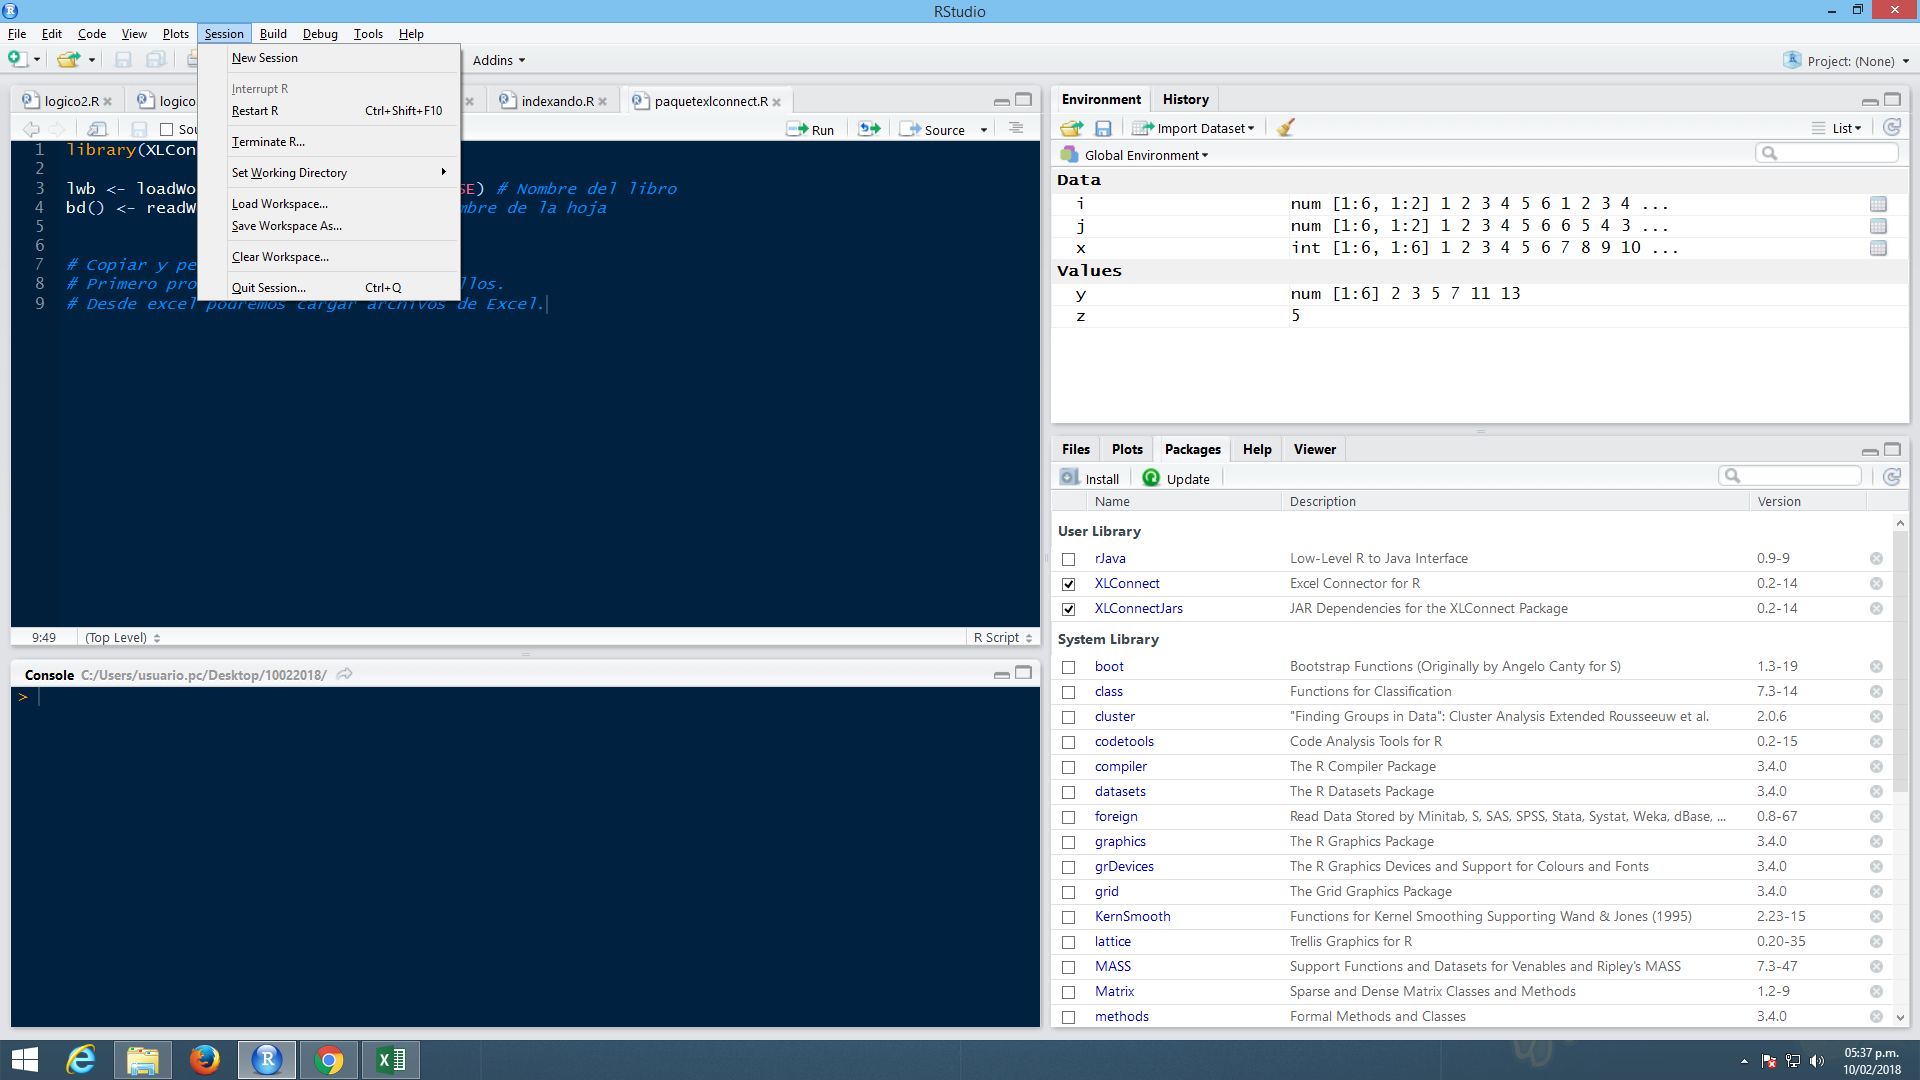 RStudio
File Edit Code View Plots Session Build Debug Tools Help
New Session
Interrupt R
Restart R Ctrl+Shift+F10
Terminate R...
Set Working Directory
Load Workspace...
Save Workspace As...
Clear Workspace...
Quit Session... Ctrl+Q
Addins
Project: (None)
logico2.R logico indexando.R paquetexlconnect.R
Sou Run Source
1 library(XLCon
2
3 lwb <- loadWo SE) # Nombre del libro
4 bd() <- readW mbre de la hoja
5
6
7 # Copiar y pe
8 # Primero pro llos.
9 # Desde excel podremos cargar archivos de Excel.
9:49 (Top Level) R Script
Console C:/Users/usuario.pc/Desktop/10022018/
>
Environment History
Import Dataset List
Global Environment
Data
i num [1:6, 1:2] 1 2 3 4 5 6 1 2 3 4 ...
j num [1:6, 1:2] 1 2 3 4 5 6 6 5 4 3 ...
x int [1:6, 1:6] 1 2 3 4 5 6 7 8 9 10 ...
Values
y num [1:6] 2 3 5 7 11 13
z 5
Files Plots Packages Help Viewer
Install Update
Name Description Version
User Library
rJava Low-Level R to Java Interface 0.9-9
XLConnect Excel Connector for R 0.2-14
XLConnectJars JAR Dependencies for the XLConnect Package 0.2-14
System Library
boot Bootstrap Functions (Originally by Angelo Canty for S) 1.3-19
class Functions for Classification 7.3-14
cluster "Finding Groups in Data": Cluster Analysis Extended Rousseeuw et al. 2.0.6
codetools Code Analysis Tools for R 0.2-15
compiler The R Compiler Package 3.4.0
datasets The R Datasets Package 3.4.0
foreign Read Data Stored by Minitab, S, SAS, SPSS, Stata, Systat, Weka, dBase, ... 0.8-67
graphics The R Graphics Package 3.4.0
grDevices The R Graphics Devices and Support for Colours and Fonts 3.4.0
grid The Grid Graphics Package 3.4.0
KernSmooth Functions for Kernel Smoothing Supporting Wand & Jones (1995) 2.23-15
lattice Trellis Graphics for R 0.20-35
MASS Support Functions and Datasets for Venables and Ripley's MASS 7.3-47
Matrix Sparse and Dense Matrix Classes and Methods 1.2-9
methods Formal Methods and Classes 3.4.0
05:37 p.m.
10/02/2018